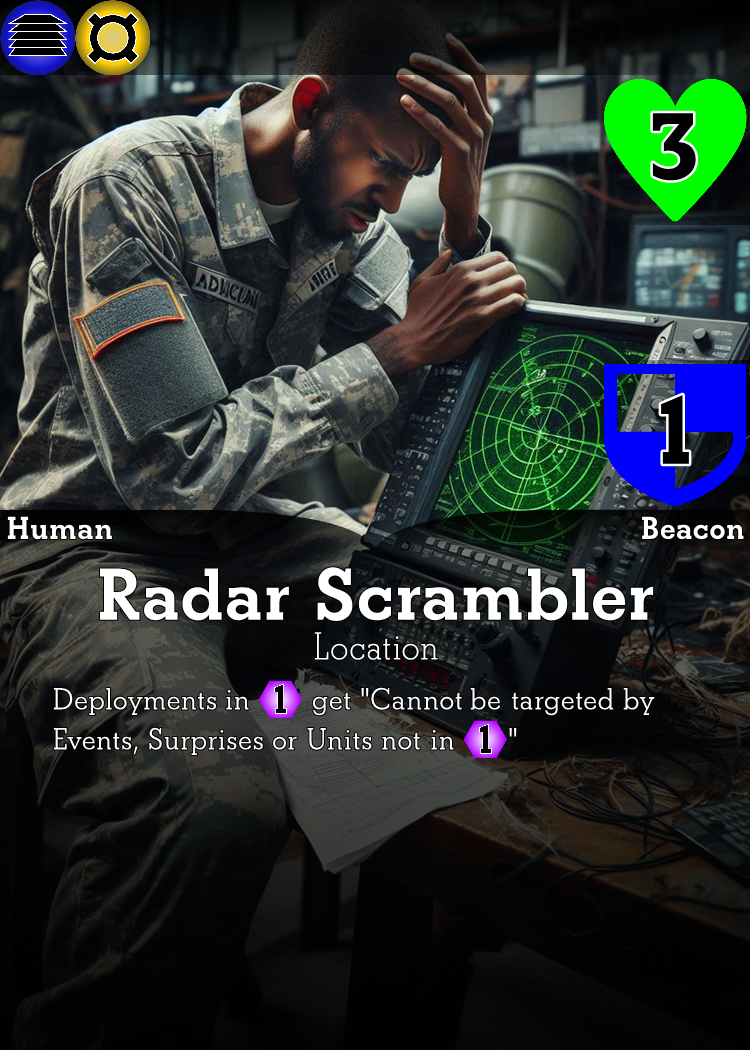 3
1
Human
Beacon
Radar Scrambler
Location
Deployments in 1 get "Cannot be targeted by
Events, Surprises or Units not in 1"